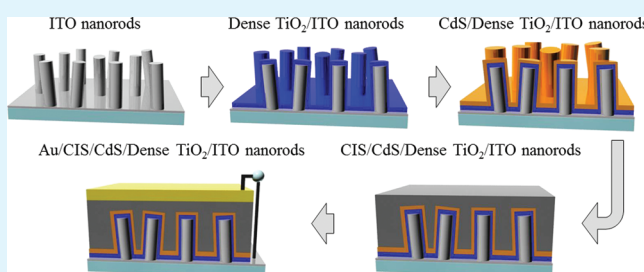 ITO nanorods
Dense TiO₂/ITO nanorods
CdS/Dense TiO₂/ITO nanorods
Au/CIS/CdS/Dense TiO₂/ITO nanorods
CIS/CdS/Dense TiO₂/ITO nanorods